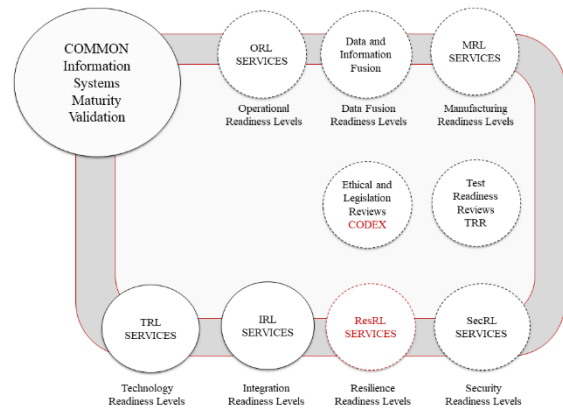 COMMON
Information
Systems
Maturity
Validation
ORL
SERVICES
Operational
Readiness Levels
Data and
Information
Fusion
Data Fusion
Readiness Levels
MRL
SERVICES
Manufacturing
Readiness Levels
Ethical and
Legislation
Reviews
CODEX
Test
Readiness
Reviews
TRR
TRL
SERVICES
Technology
Readiness Levels
IRL
SERVICES
Integration
Readiness Levels
ResRL
SERVICES
Resilience
Readiness Levels
SecRL
SERVICES
Security
Readiness Levels